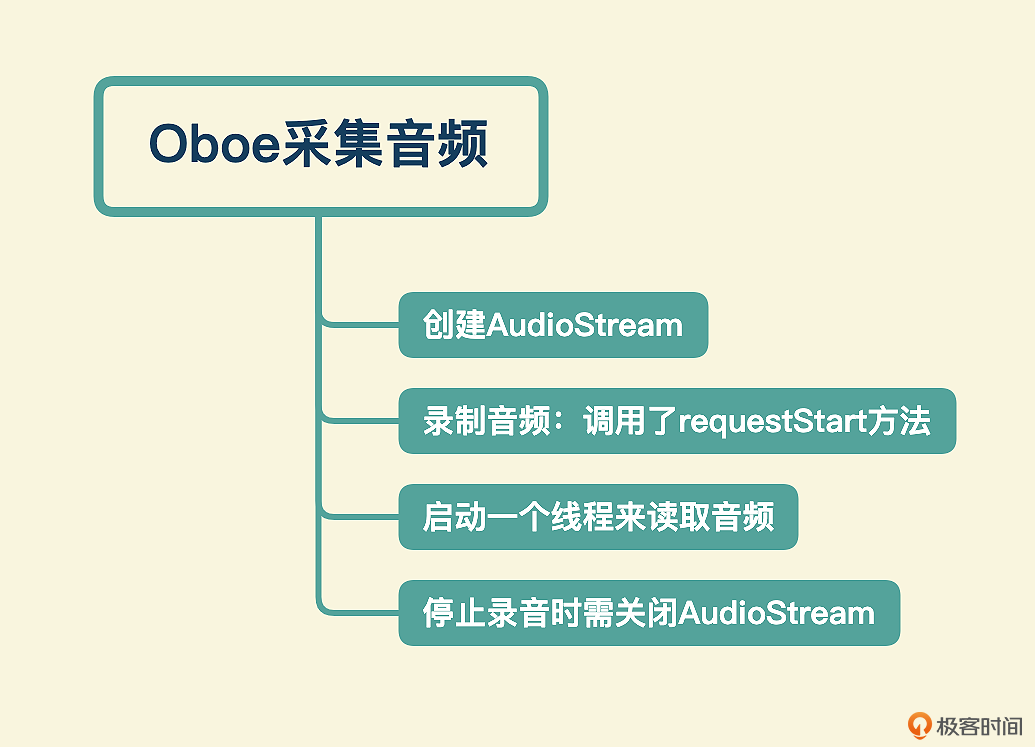 Oboe采集音频
创建AudioStream
录制音频：调用了requestStart方法
启动一个线程来读取音频
停止录音时需关闭AudioStream
极客时间